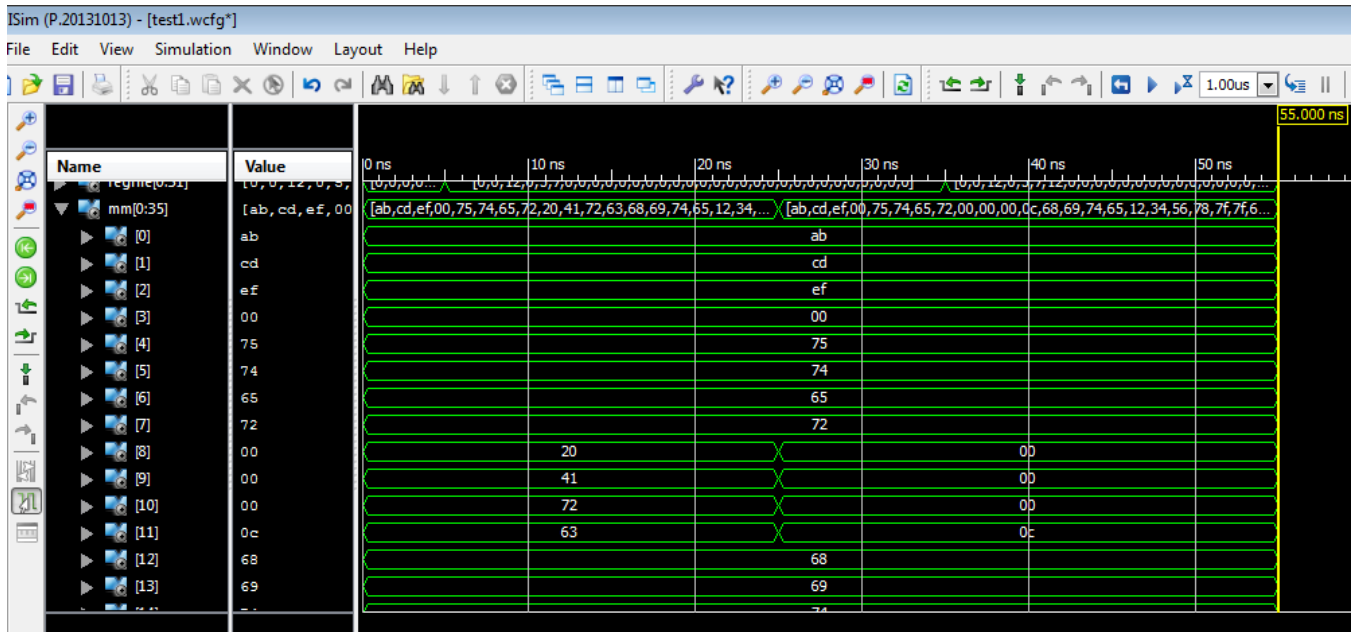 ISim (P.20131013) - [test1.wcfg*]
File Edit View Simulation Window Layout Help
1.00us
55.000 ns
Name Value 0 ns 10 ns 20 ns 30 ns 40 ns 50 ns
mm[0:35] [ab,cd,ef,00 [ab,cd,ef,00,75,74,65,72,20,41,72,63,68,69,74,65,12,34,... [ab,cd,ef,00,75,74,65,72,00,00,00,0c,68,69,74,65,12,34,56,78,7f,7f,6...
[0] ab ab
[1] cd cd
[2] ef ef
[3] 00 00
[4] 75 75
[5] 74 74
[6] 65 65
[7] 72 72
[8] 00 20 00
[9] 00 41 00
[10] 00 72 00
[11] 0c 63 0c
[12] 68 68
[13] 69 69